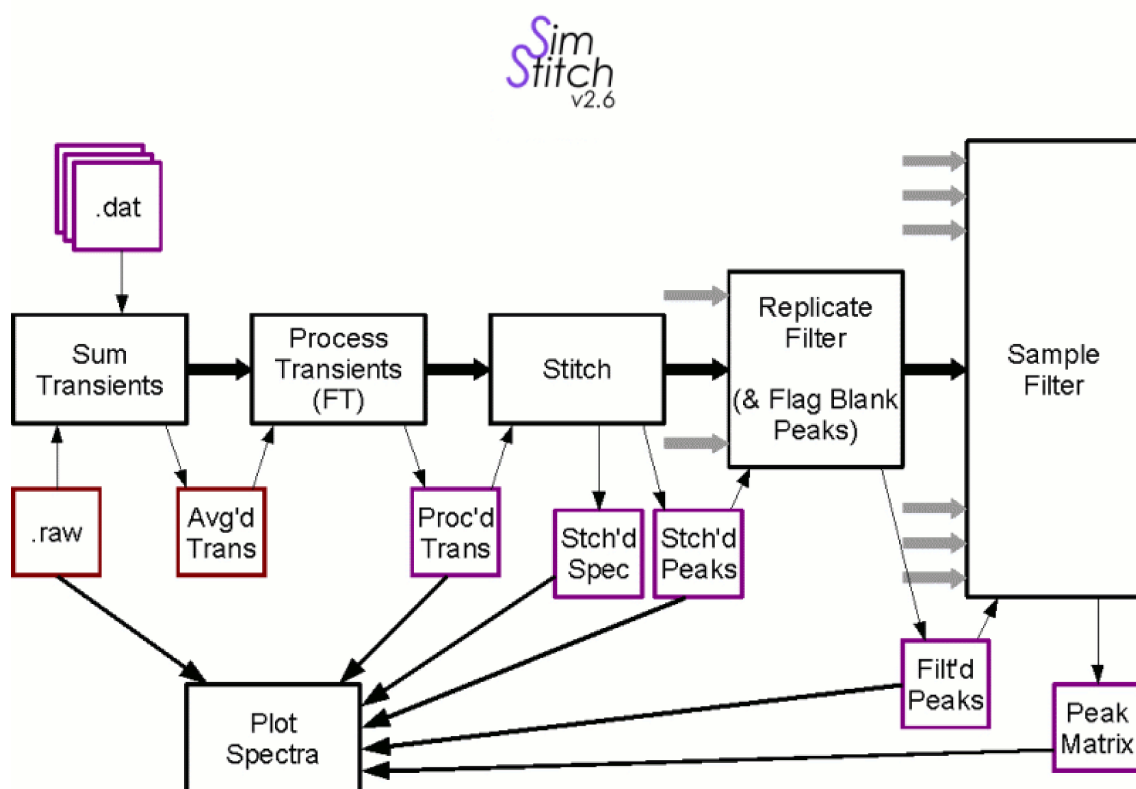 Sim
Stitch
v2.6
.dat
Sum
Transients
Process
Transients
(FT)
Stitch
Replicate
Filter
(& Flag Blank
Peaks)
Sample
Filter
.raw
Avg'd
Trans
Proc'd
Trans
Stch'd
Spec
Stch'd
Peaks
Filt'd
Peaks
Peak
Matrix
Plot
Spectra